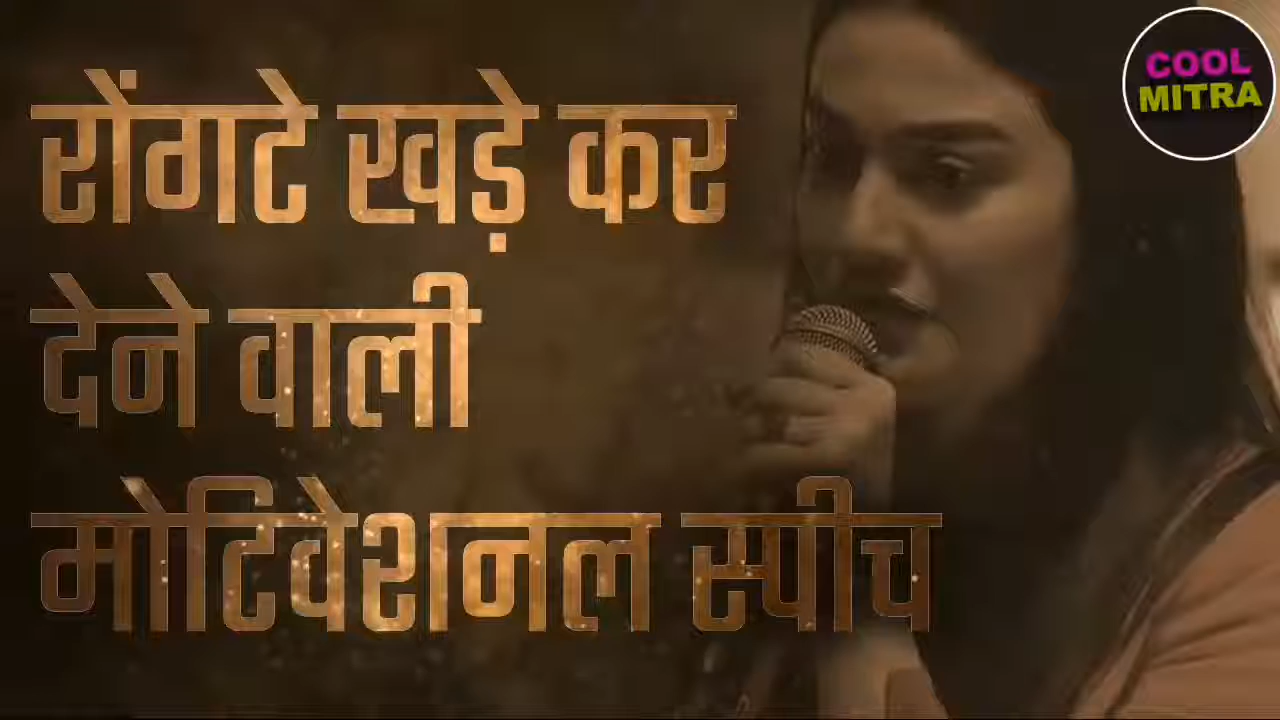 रोंगटे खड़े कर
देने वाली
मोटिवेशनल स्पीच
COOL
MITRA